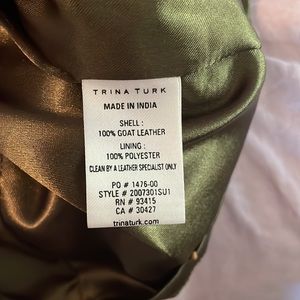 TRINA TURK
MADE IN INDIA
SHELL :
100% GOAT LEATHER
LINING :
100% POLYESTER
CLEAN BY A LEATHER SPECIALIST ONLY
PO # 1476-00
STYLE # 2007301SU1
RN # 93415
CA # 30427
trinaturk.com